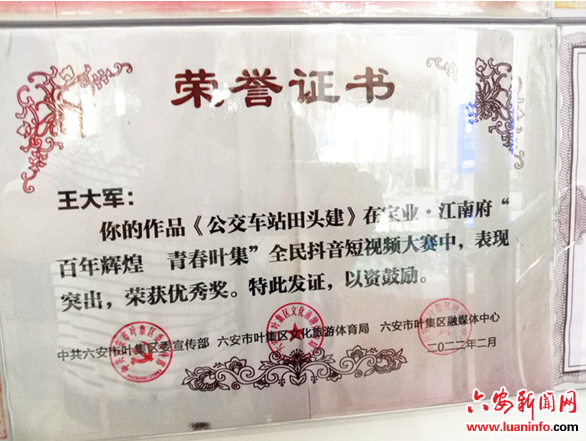 荣誉证书
王大军：
你的作品《公交车站田头建》在宝业·江南府“
百年辉煌 青春叶集”全民抖音短视频大赛中，表现
突出，荣获优秀奖。特此发证，以资鼓励。
中共六安市叶集区委宣传部 六安市叶集区文化旅游体育局 六安市叶集区融媒体中心
二〇二二年二月
六安新闻网
www.luaninfo.com